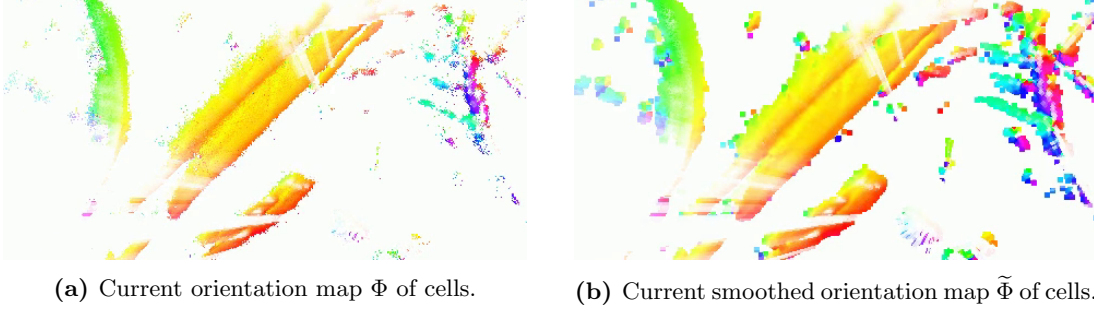 (a) Current orientation map Φ of cells.
(b) Current smoothed orientation map Φ̃ of cells.